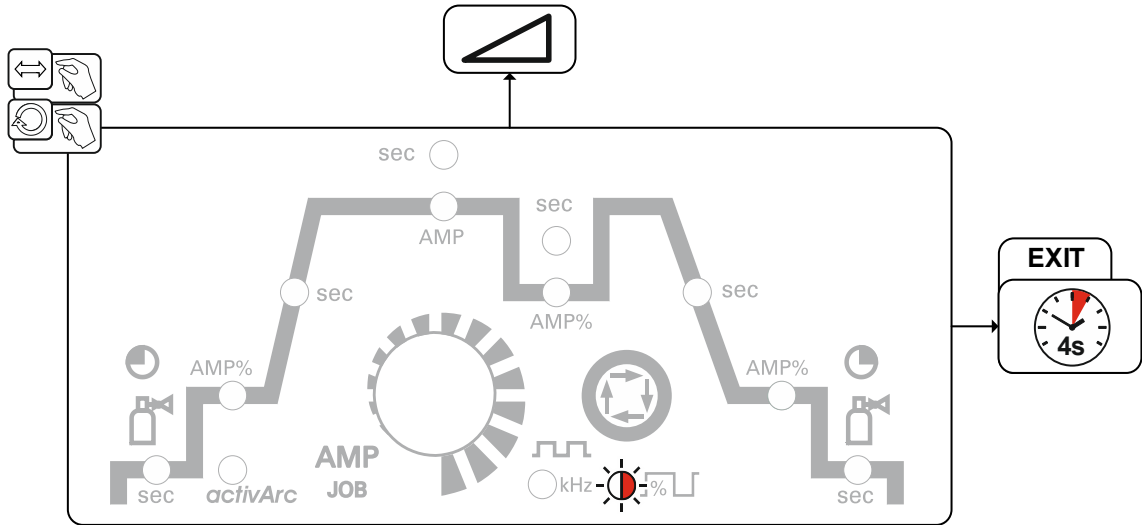 sec
AMP
sec
AMP%
sec
sec
EXIT
4s
AMP%
AMP%
AMP
JOB
kHz
%
sec
activArc
sec